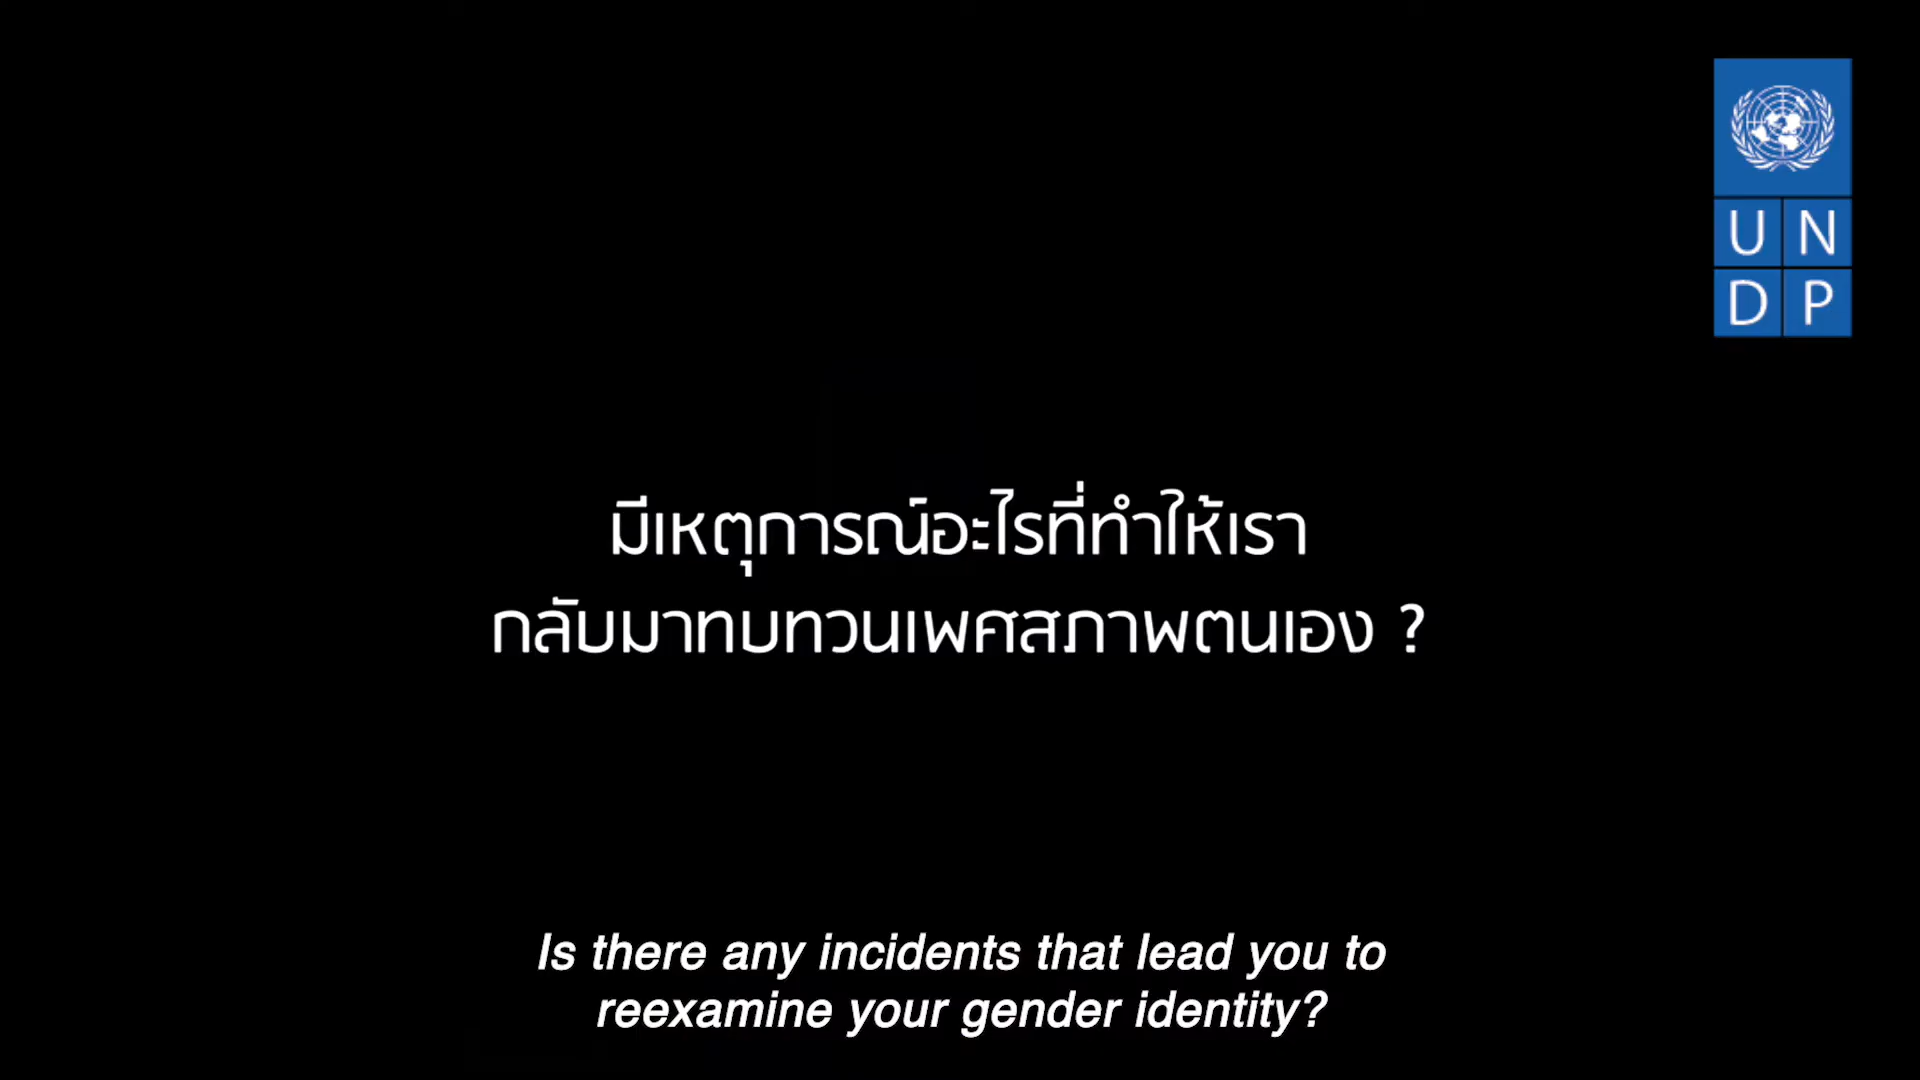 UN
DP
มีเหตุการณ์อะไรที่ทำให้เรา
กลับมาทบทวนเพศสภาพตนเอง ?
Is there any incidents that lead you to
reexamine your gender identity?